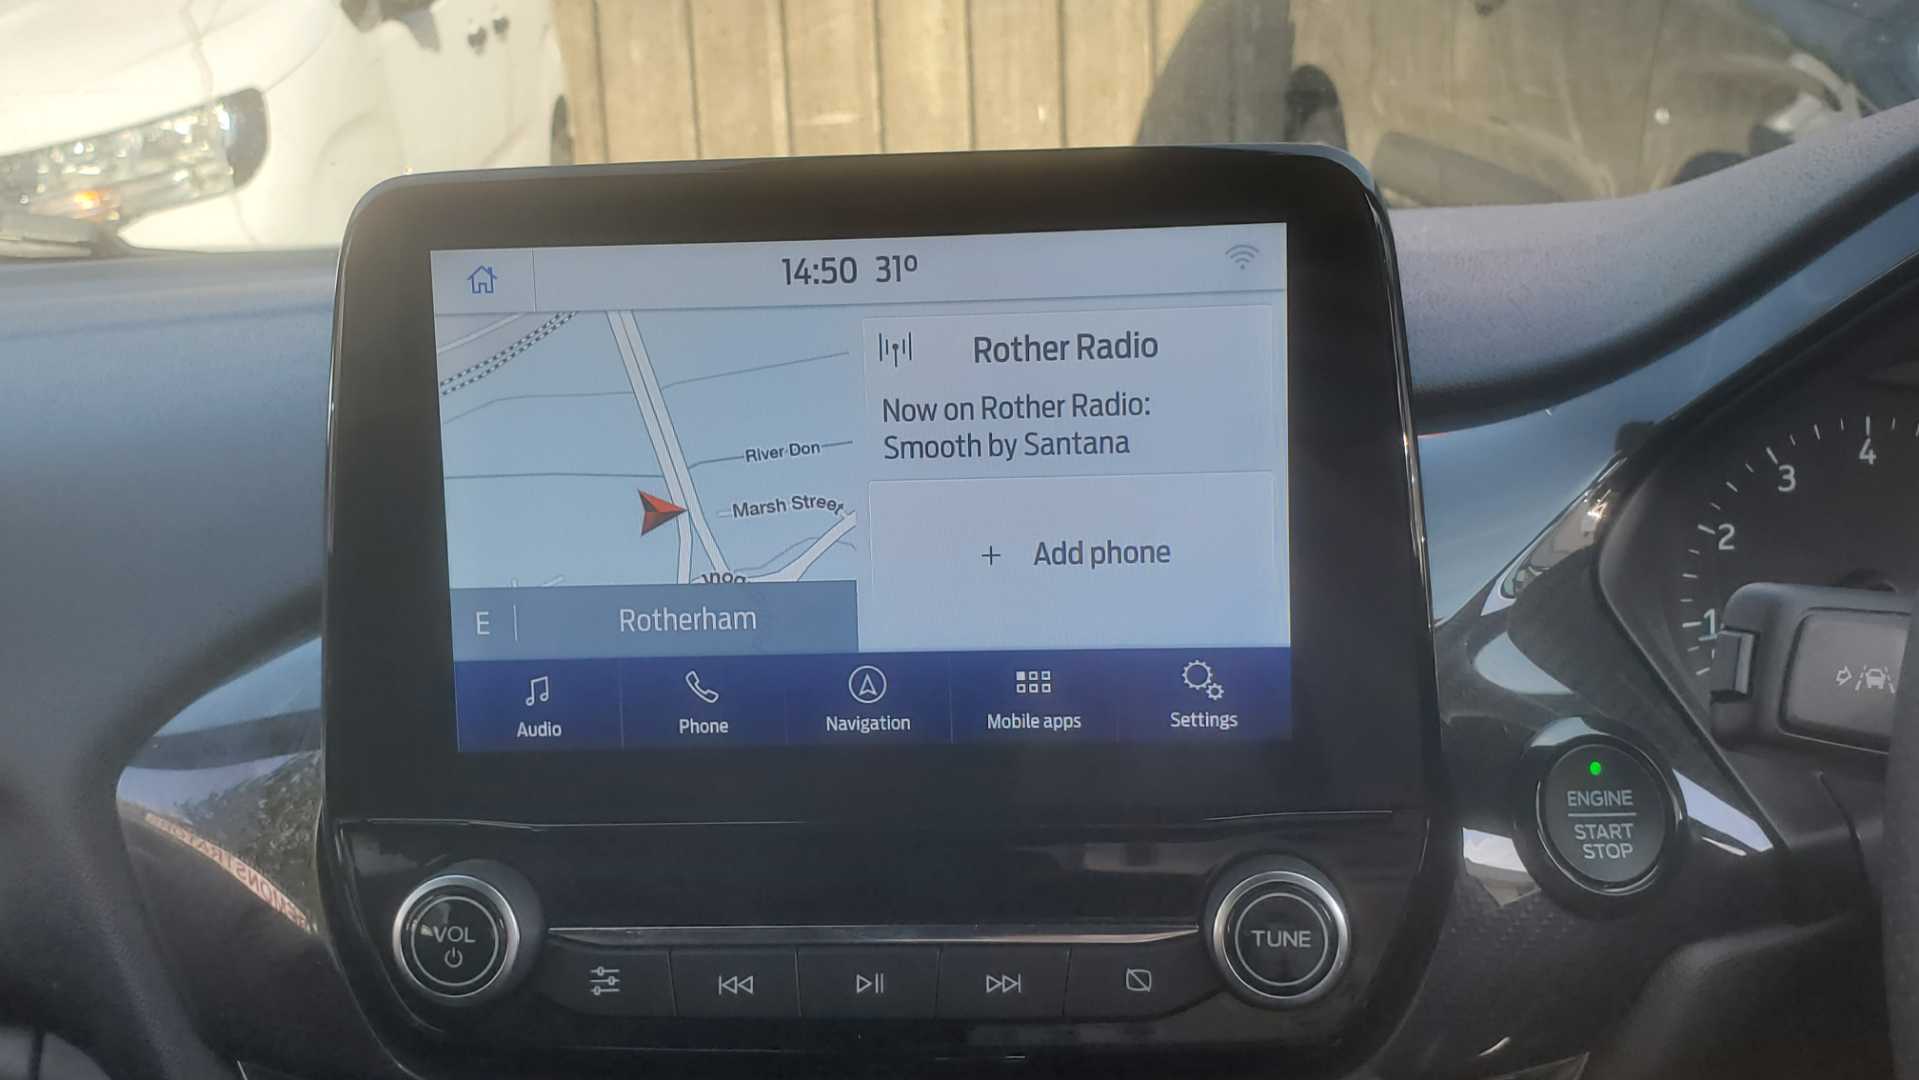 14:50 31°
Rother Radio
Now on Rother Radio:
Smooth by Santana
River Don
Marsh Street
Add phone
E
Rotherham
Audio
Phone
Navigation
Mobile apps
Settings
4
3
2
1
ENGINE
START
STOP
VOL
TUNE